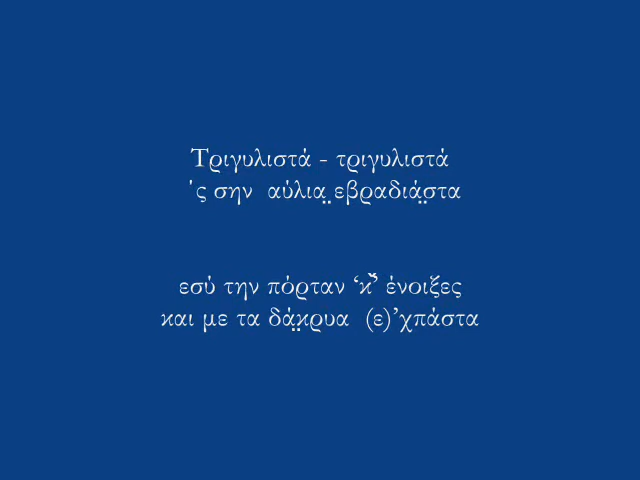 Τριγυλιστά - τριγυλιστά
΄ς σην αύλια̤ εβραδιά̤στα
εσύ την πόρταν ‘κ̌’ ένοιξες
και με τα δά̤κρυα (ε)’χπάστα